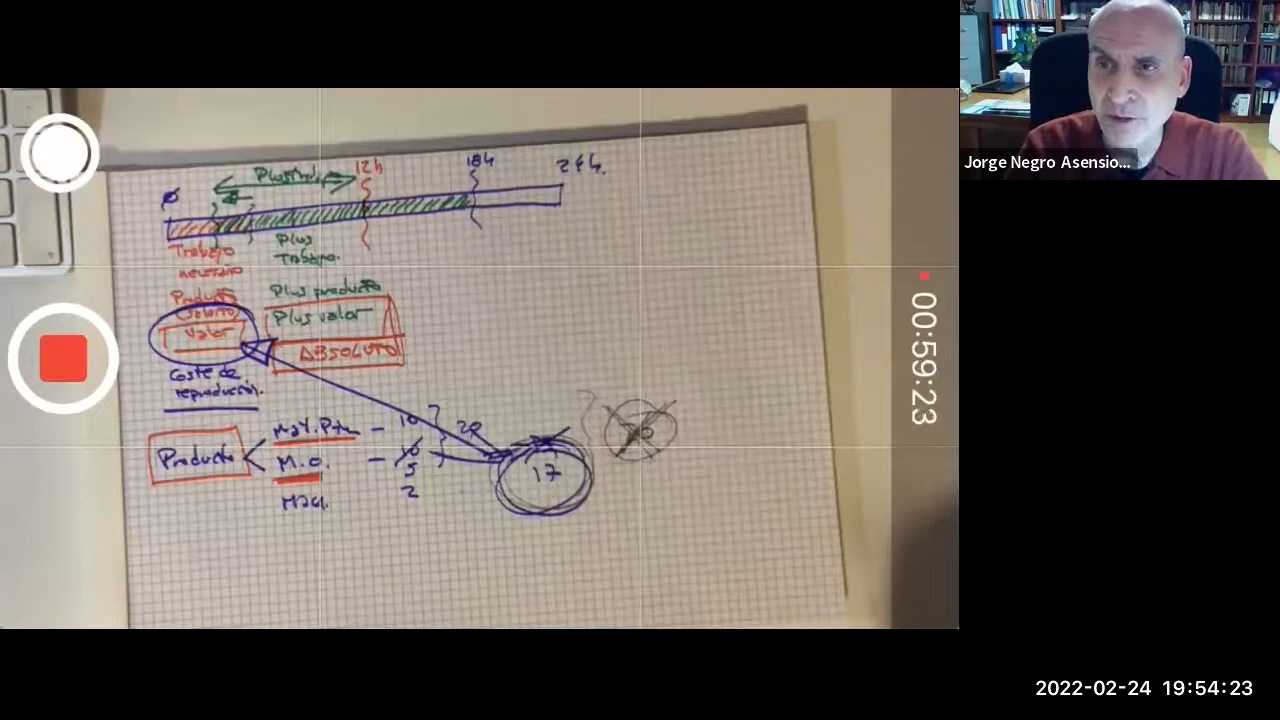 Jorge Negro Asensio...
12h
18h
24h.
Ø
Trabajo
necesario
Plus
Trabajo.
Producto
(Salario)
Valor
Plus producto
Plus valor
ABSOLUTO
Coste de
reproducción.
Producto
Mat. Pra
- 10
20
M.O.
- 10
5
17
Maq.
2
00:59:23
2022-02-24 19:54:23